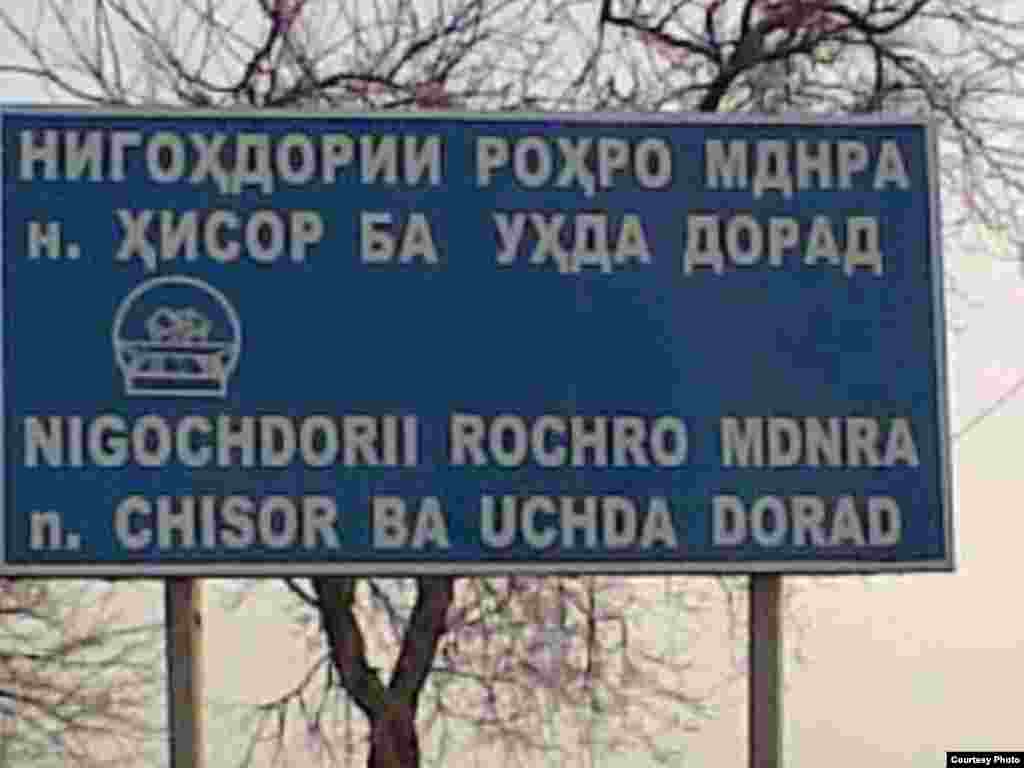 НИГОҲДОРИИ РОҲРО МДНРА
н. ҲИСОР БА УҲДА ДОРАД
NIGOCHDORII ROCHRO MDNRA
n. CHISOR BA UCHDA DORAD
Courtesy Photo